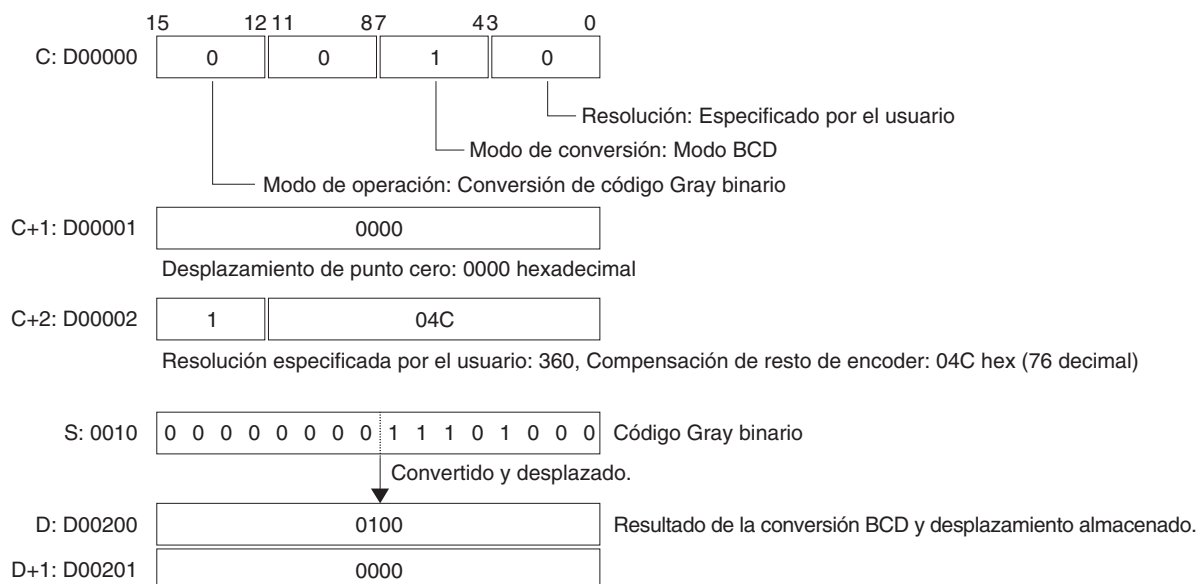 15 12 11 8 7 4 3 0
C: D00000 0 0 1 0
Resolución: Especificado por el usuario
Modo de conversión: Modo BCD
Modo de operación: Conversión de código Gray binario
C+1: D00001 0000
Desplazamiento de punto cero: 0000 hexadecimal
C+2: D00002 1 04C
Resolución especificada por el usuario: 360, Compensación de resto de encoder: 04C hex (76 decimal)
S: 0010 0 0 0 0 0 0 0 0 1 1 1 0 1 0 0 0 Código Gray binario
Convertido y desplazado.
D: D00200 0100 Resultado de la conversión BCD y desplazamiento almacenado.
D+1: D00201 0000